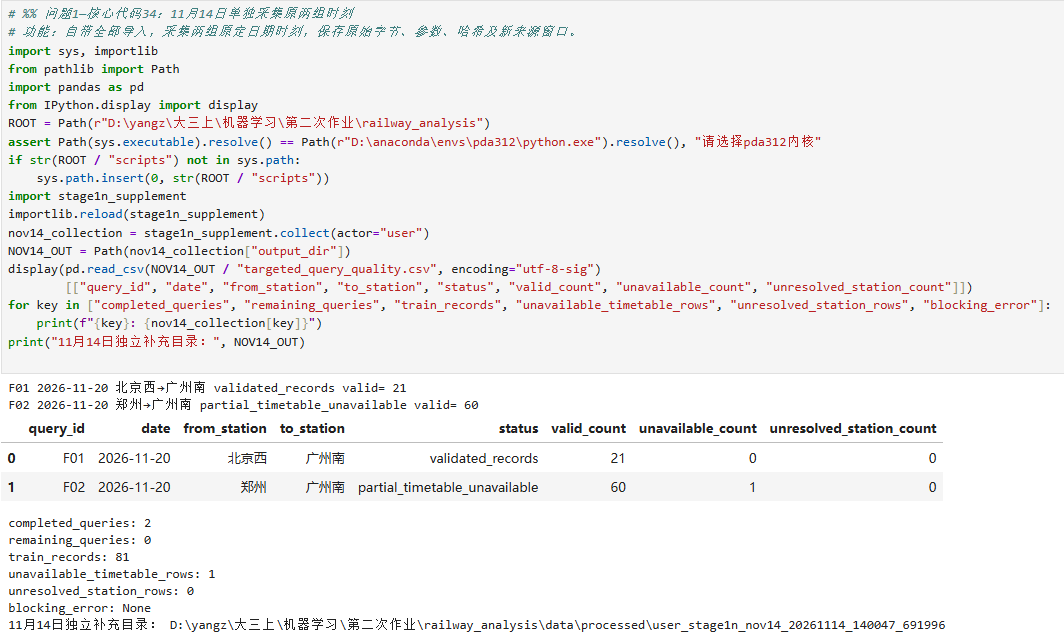 # %% 问题1—核心代码34：11月14日单独采集原两组时刻
# 功能：自带全部导入，采集两组原定日期时刻，保存原始字节、参数、哈希及新来源窗口。
import sys, importlib
from pathlib import Path
import pandas as pd
from IPython.display import display
ROOT = Path(r"D:\yangz\大三上\机器学习\第二次作业\railway_analysis")
assert Path(sys.executable).resolve() == Path(r"D:\anaconda\envs\pda312\python.exe").resolve(), "请选择pda312内核"
if str(ROOT / "scripts") not in sys.path:
    sys.path.insert(0, str(ROOT / "scripts"))
import stage1n_supplement
importlib.reload(stage1n_supplement)
nov14_collection = stage1n_supplement.collect(actor="user")
NOV14_OUT = Path(nov14_collection["output_dir"])
display(pd.read_csv(NOV14_OUT / "targeted_query_quality.csv", encoding="utf-8-sig")
        [["query_id", "date", "from_station", "to_station", "status", "valid_count", "unavailable_count", "unresolved_station_count"]])
for key in ["completed_queries", "remaining_queries", "train_records", "unavailable_timetable_rows", "unresolved_station_rows", "blocking_error"]:
    print(f"{key}: {nov14_collection[key]}")
print("11月14日独立补充目录：", NOV14_OUT)
F01 2026-11-20 北京西→广州南 validated_records valid= 21
F02 2026-11-20 郑州→广州南 partial_timetable_unavailable valid= 60
query_id date from_station to_station status valid_count unavailable_count unresolved_station_count
0 F01 2026-11-20 北京西 广州南 validated_records 21 0 0
1 F02 2026-11-20 郑州 广州南 partial_timetable_unavailable 60 1 0
completed_queries: 2
remaining_queries: 0
train_records: 81
unavailable_timetable_rows: 1
unresolved_station_rows: 0
blocking_error: None
11月14日独立补充目录： D:\yangz\大三上\机器学习\第二次作业\railway_analysis\data\processed\user_stage1n_nov14_20261114_140047_691996